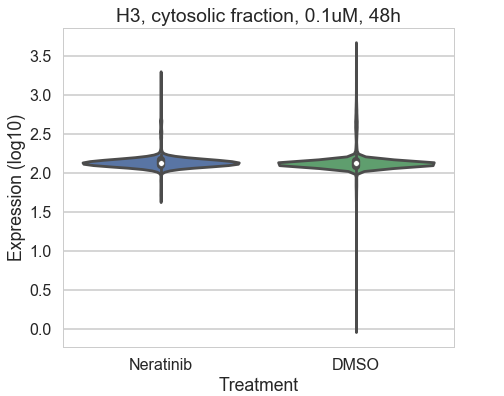 H3, cytosolic fraction, 0.1uM, 48h
Expression (log10)
3.5
3.0
2.5
2.0
1.5
1.0
0.5
0.0
Neratinib DMSO
Treatment